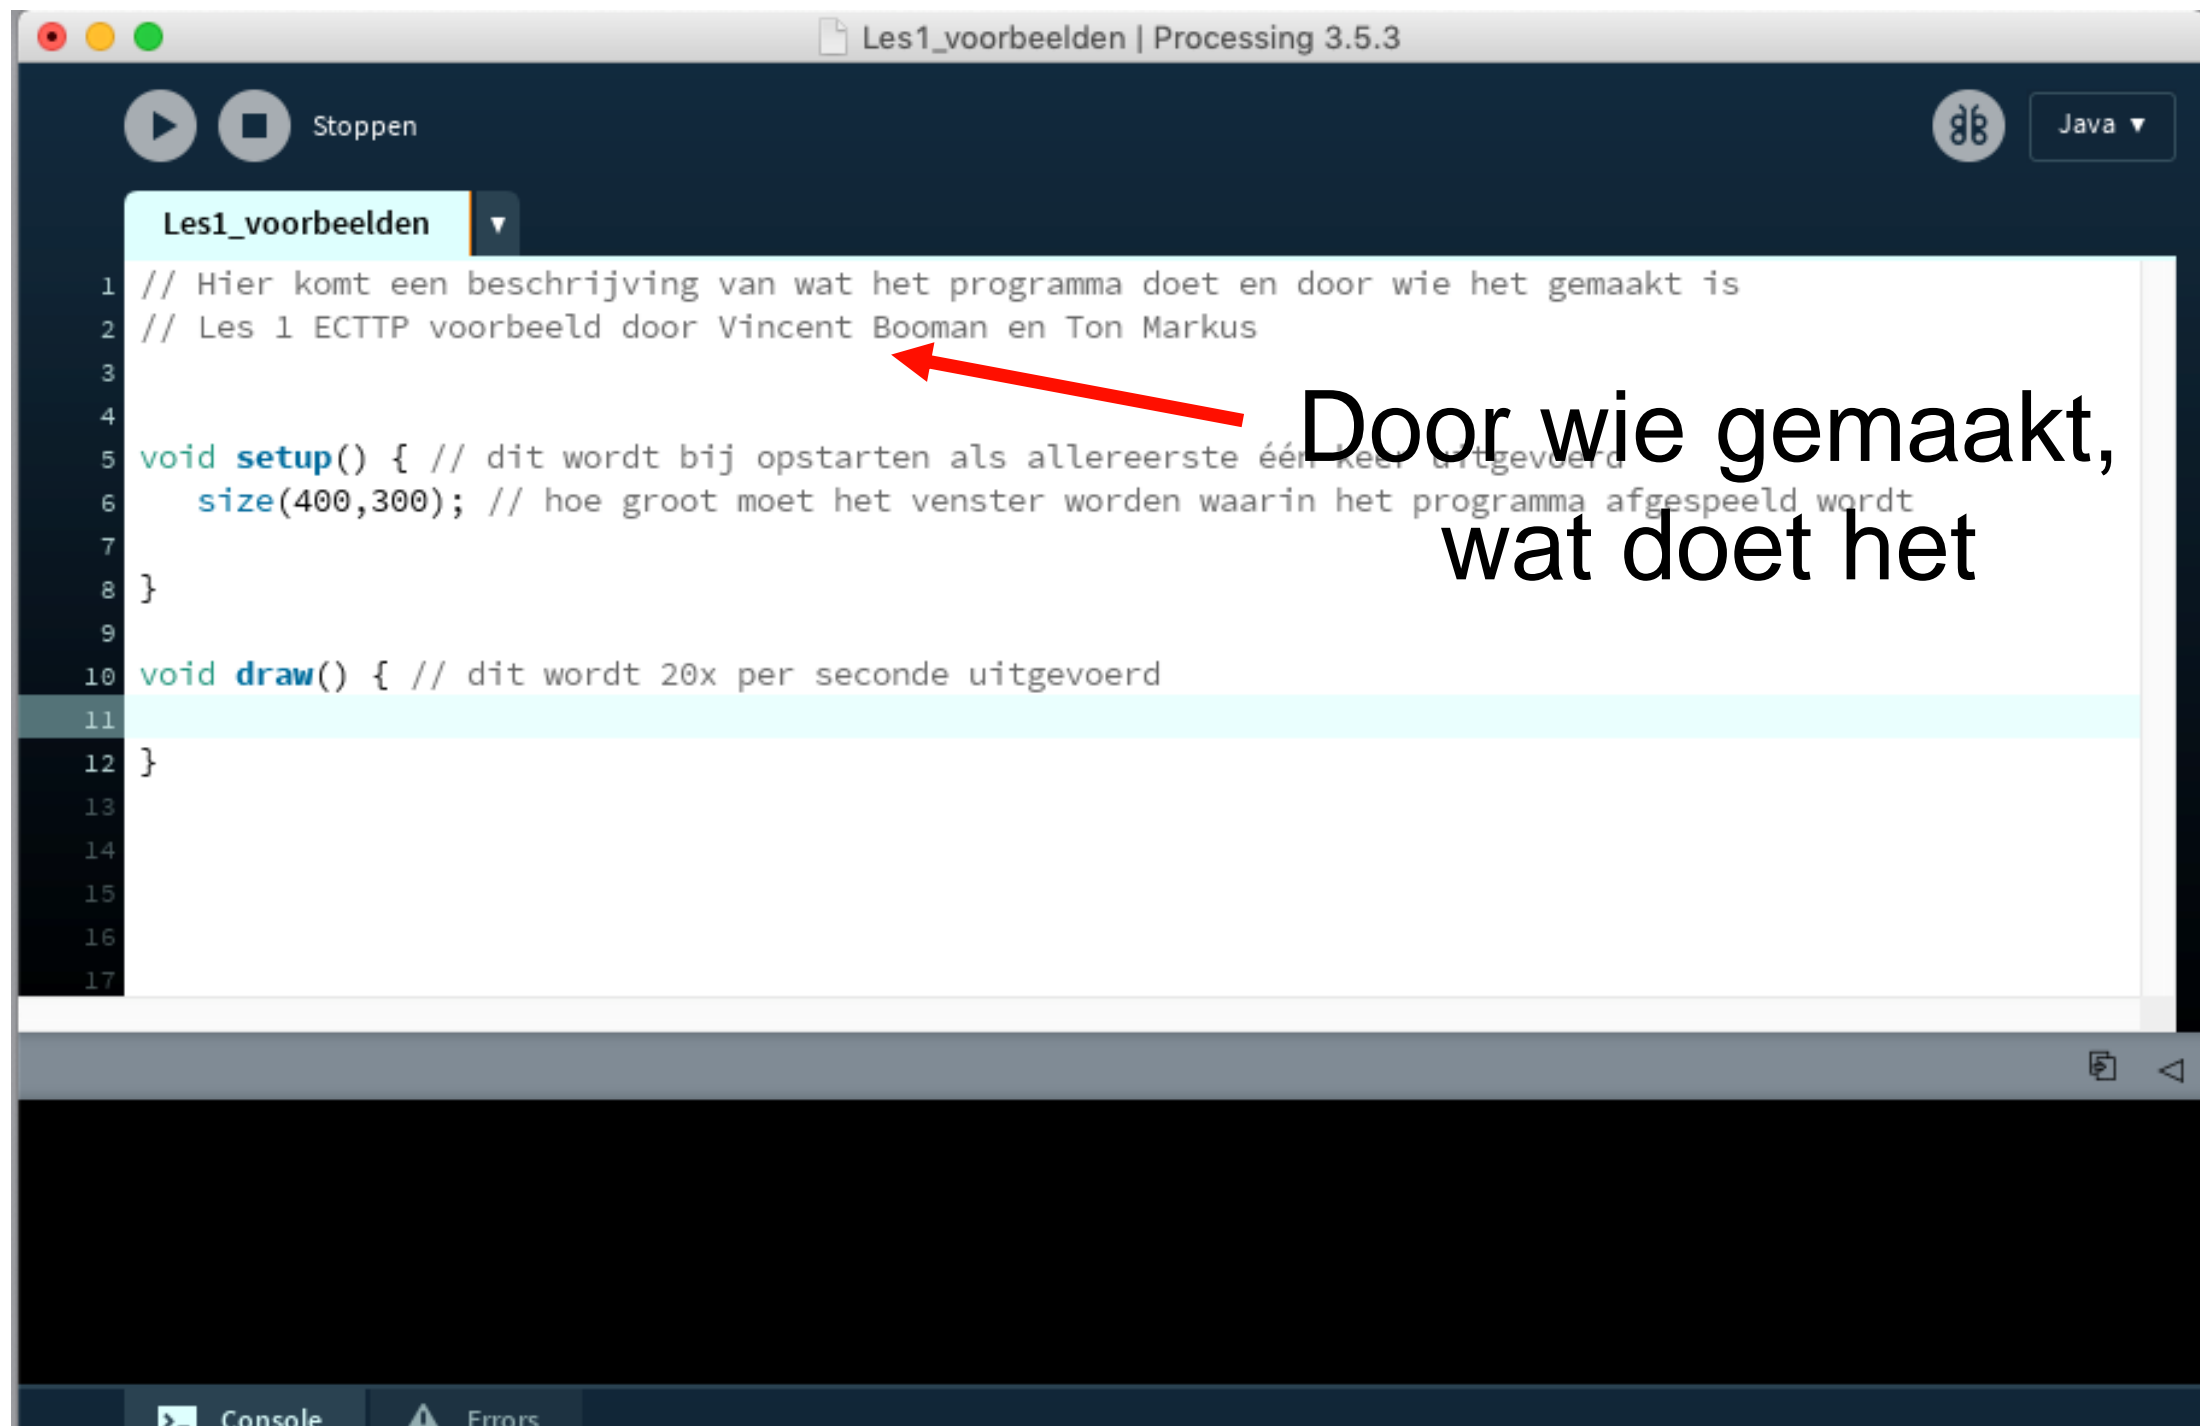 Les1_voorbeelden | Processing 3.5.3
Stoppen
Java ▼
Les1_voorbeelden ▼
1 // Hier komt een beschrijving van wat het programma doet en door wie het gemaakt is
2 // Les 1 ECTTP voorbeeld door Vincent Booman en Ton Markus
3
4
5 void setup() { // dit wordt bij opstarten als allereerste één keer uitgevoerd
6 size(400,300); // hoe groot moet het venster worden waarin het programma afgespeeld wordt
7
8 }
9
10 void draw() { // dit wordt 20x per seconde uitgevoerd
11
12 }
13
14
15
16
17
Door wie gemaakt,
wat doet het
Console
Errors